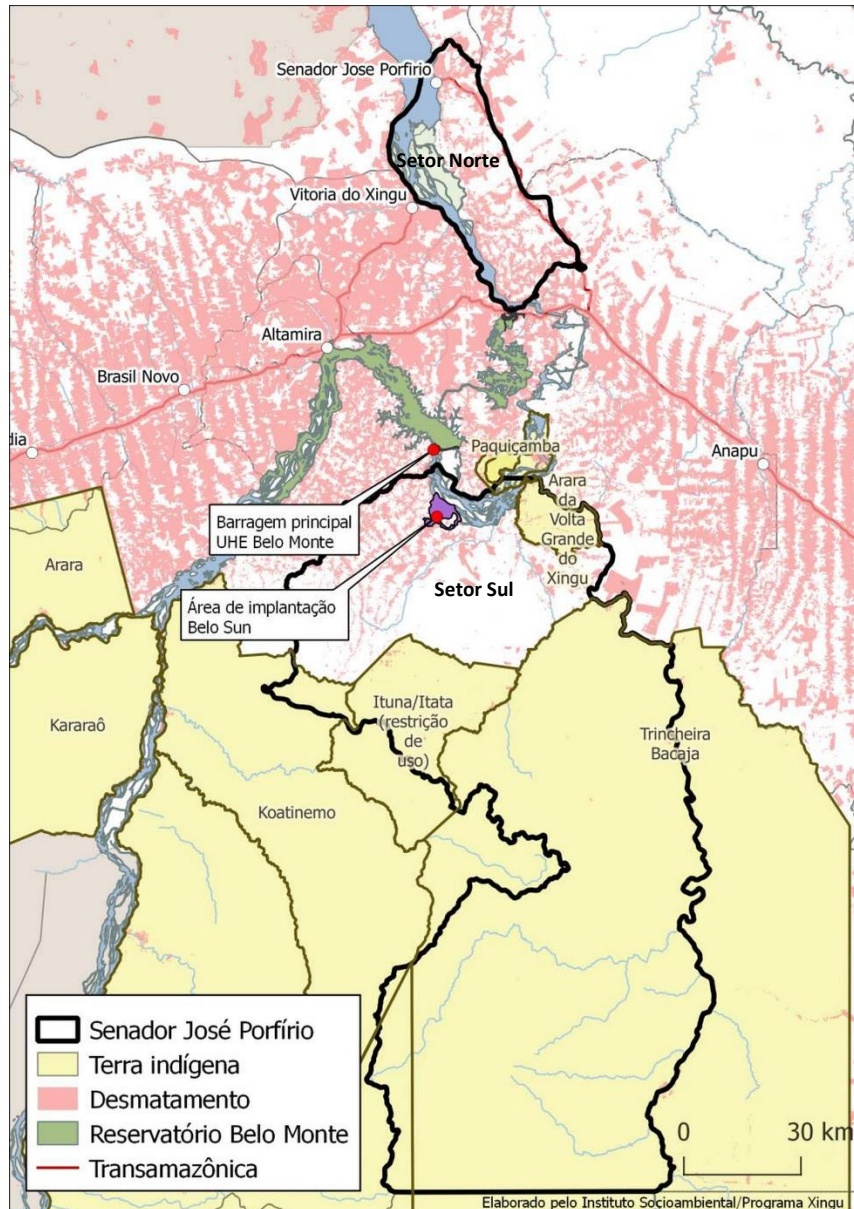 Senador Jose Porfirio
Setor Norte
Vitoria do Xingu
Altamira
Brasil Novo
dia
Anapu
Paquiçamba
Arara
da
Volta
Grande
do
Xingu
Barragem principal
UHE Belo Monte
Área de implantação
Belo Sun
Setor Sul
Arara
Kararaô
Ituna/Itata
(restrição
de
uso)
Trincheira
Bacaja
Koatinemo
Senador José Porfírio
Terra indígena
Desmatamento
Reservatório Belo Monte
Transamazônica
0 30 km
Elaborado pelo Instituto Socioambiental/Programa Xingu